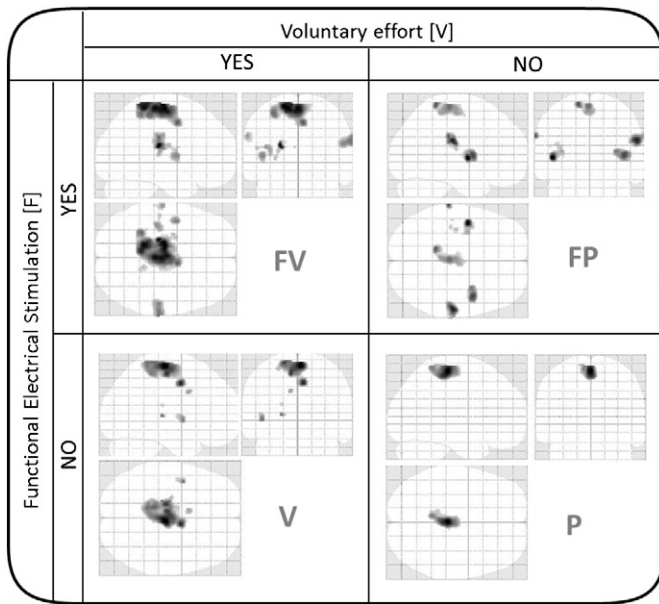 Voluntary effort [V]
YES
NO
Functional Electrical Stimulation [F]
YES
FV
FP
NO
V
P